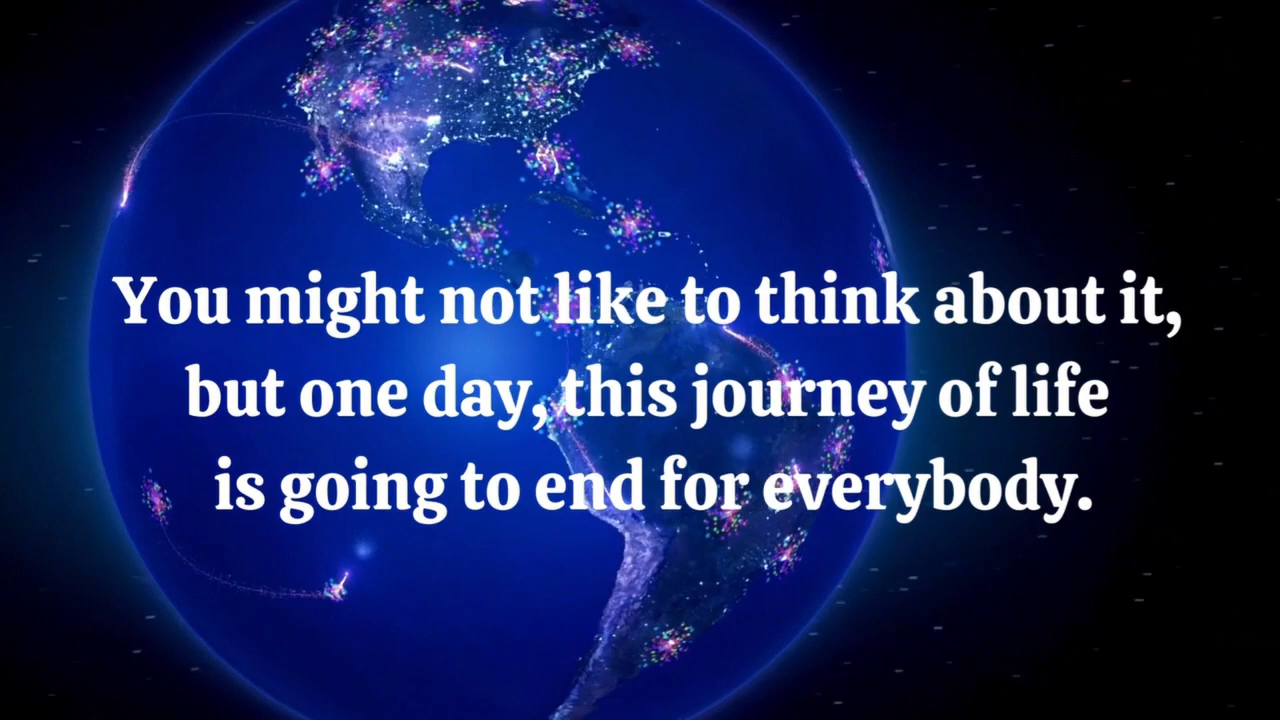 You might not like to think about it,
but one day, this journey of life
is going to end for everybody.